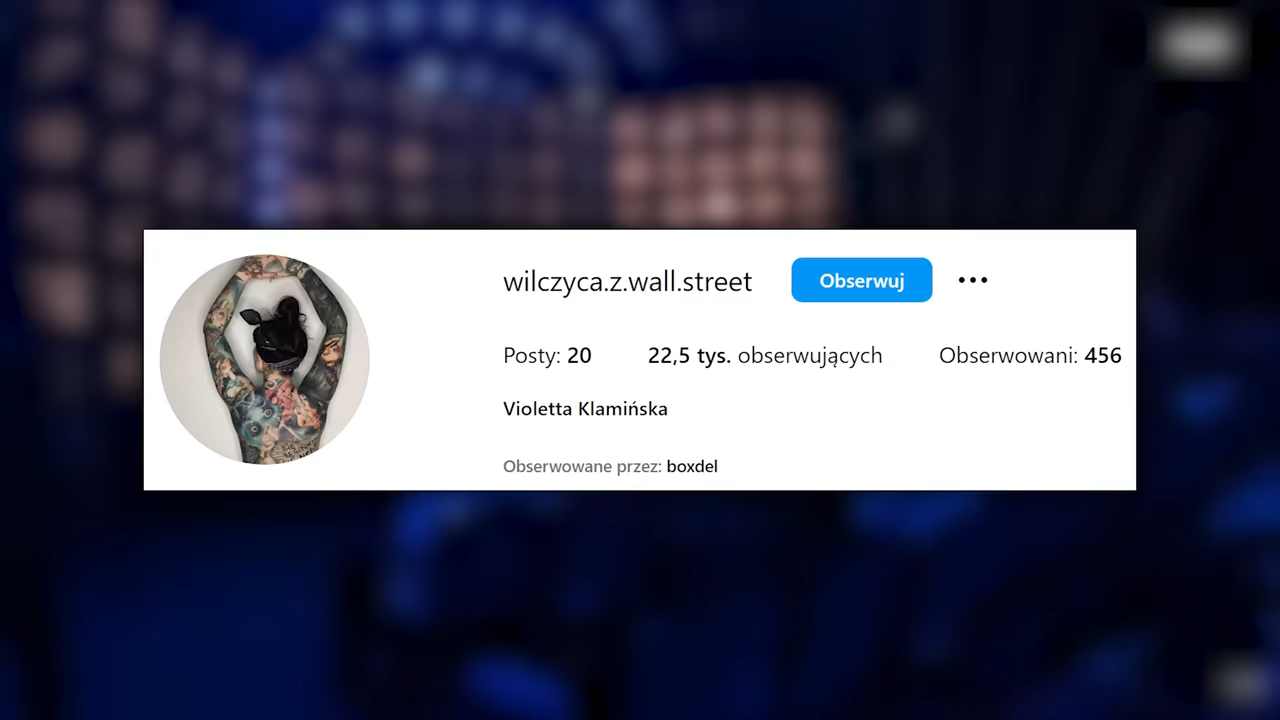 wilczyca.z.wall.street Obserwuj
Posty: 20 22,5 tys. obserwujących Obserwowani: 456
Violetta Klamińska
Obserwowane przez: boxdel